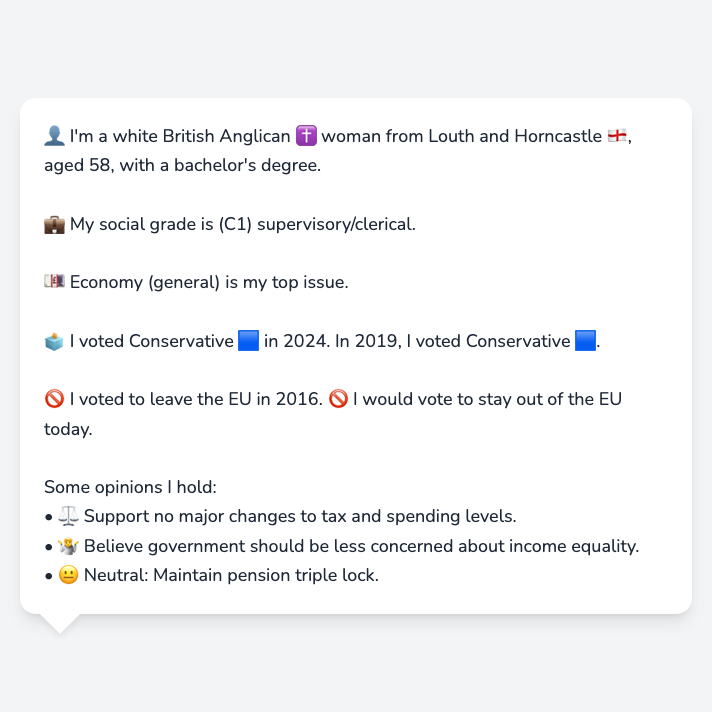 👤 I'm a white British Anglican ✝️ woman from Louth and Horncastle 🏴󠁧󠁢󠁥󠁮󠁧󠁿,
aged 58, with a bachelor's degree.
💼 My social grade is (C1) supervisory/clerical.
💷 Economy (general) is my top issue.
🗳️ I voted Conservative 🟦 in 2024. In 2019, I voted Conservative 🟦.
🚫 I voted to leave the EU in 2016. 🚫 I would vote to stay out of the EU
today.
Some opinions I hold:
• ⚖️ Support no major changes to tax and spending levels.
• 🤷 Believe government should be less concerned about income equality.
• 😐 Neutral: Maintain pension triple lock.